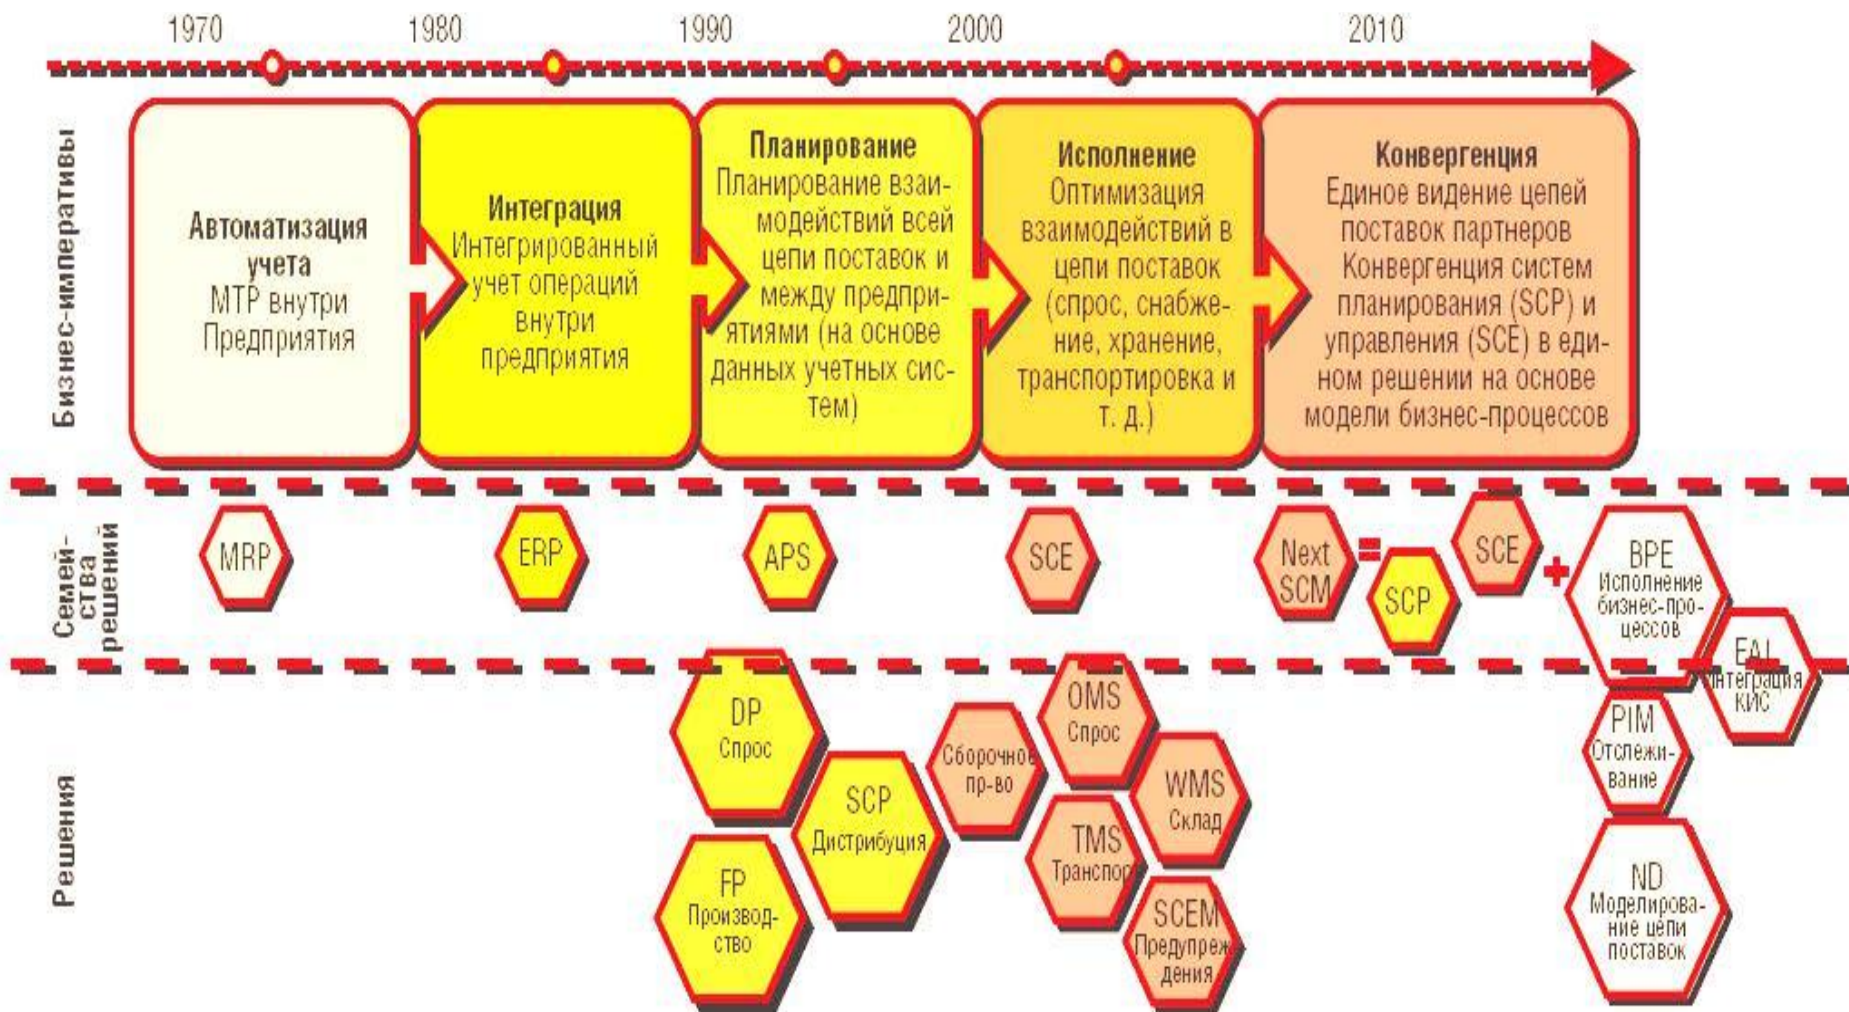 1970
1980
1990
2000
2010
Бизнес-императивы
Автоматизация
учета
МТР внутри
Предприятия
Интеграция
Интегрированный
учет операций
внутри
предприятия
Планирование
Планирование взаи-
модействий всей
цепи поставок и
между предпри-
ятиями (на основе
данных учетных сис-
тем)
Исполнение
Оптимизация
взаимодействий в
цепи поставок
(спрос, снабже-
ние, хранение,
транспортировка и
т. д.)
Конвергенция
Единое видение цепей
поставок партнеров
Конвергенция систем
планирования (SCP) и
управления (SCE) в еди-
ном решении на основе
модели бизнес-процессов
Семей-
ства
решений
MRP
ERP
APS
SCE
Next
SCM
=
SCP
SCE
+
BPE
Исполнение
бизнес-про-
цессов
EAI
Интеграция
КИС
Решения
DP
Спрос
FP
Производ-
ство
SCP
Дистрибуция
Сборочное
пр-во
OMS
Спрос
TMS
Транспорт
WMS
Склад
SCEM
Предупреж-
дения
PIM
Отслежи-
вание
ND
Моделирова-
ние цепи
поставок